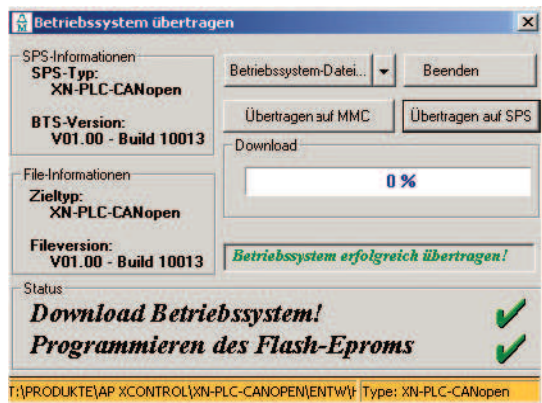 Betriebssystem übertragen
SPS-Informationen
SPS-Typ:
XN-PLC-CANopen
BTS-Version:
V01.00 - Build 10013
Betriebssystem-Datei...
Beenden
Übertragen auf MMC
Übertragen auf SPS
Download
0 %
File-Informationen
Zieltyp:
XN-PLC-CANopen
Fileversion:
V01.00 - Build 10013
Betriebssystem erfolgreich übertragen!
Status
Download Betriebssystem!
Programmieren des Flash-Eproms
T:\PRODUKTE\AP XCONTROL\XN-PLC-CANOPEN\ENTW\
Type: XN-PLC-CANopen